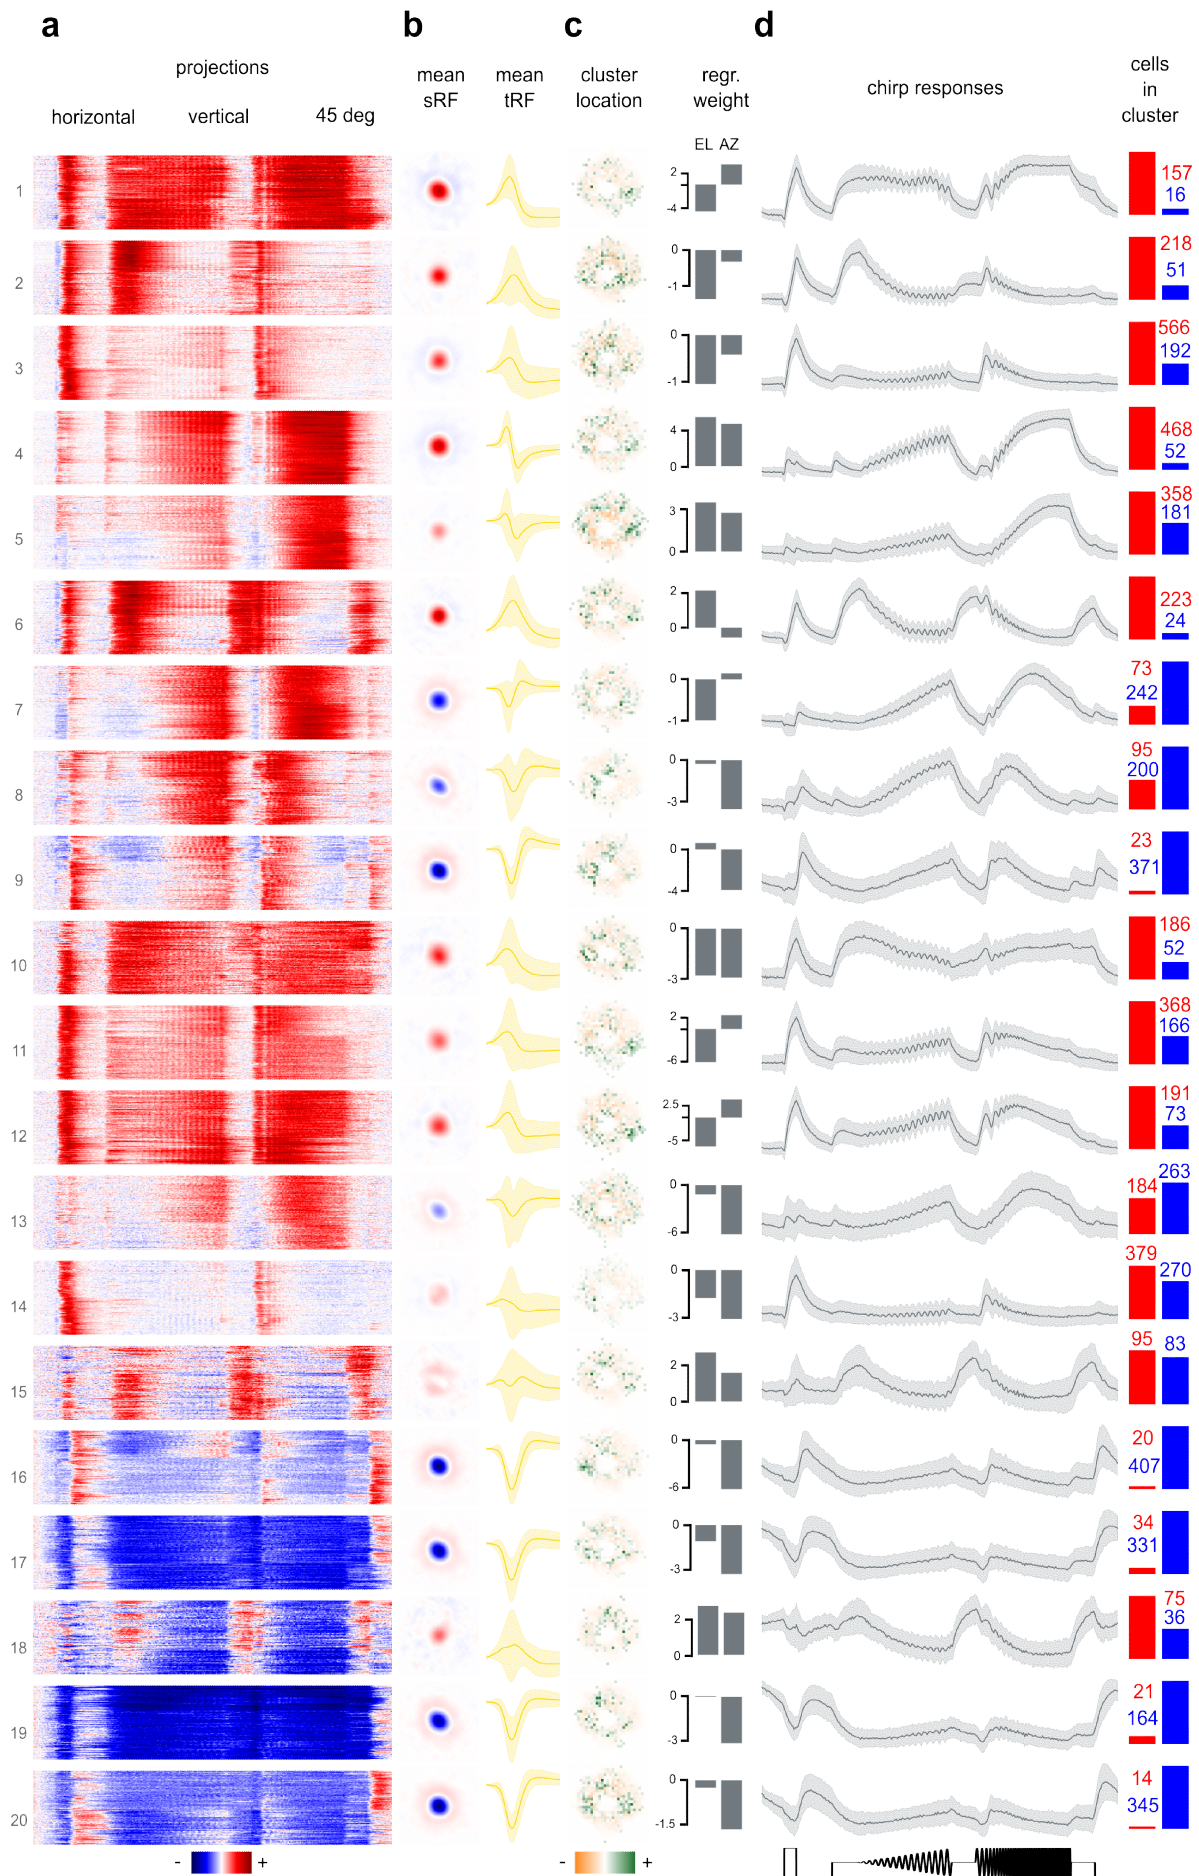 a b c d
projections
horizontal vertical 45 deg
mean sRF
mean tRF
cluster location
regr. weight
EL AZ
chirp responses
cells in cluster
1 2 -4 157 16
2 0 -1 218 51
3 0 -1 566 192
4 4 0 468 52
5 3 0 358 181
6 2 0 223 24
7 0 -1 73 242
8 0 -3 95 200
9 0 -4 23 371
10 0 -3 186 52
11 2 -6 368 166
12 2.5 -5 191 73
13 0 -6 184 263
14 0 -3 379 270
15 2 0 95 83
16 0 -6 20 407
17 0 -3 34 331
18 2 0 75 36
19 0 -3 21 164
20 0 -1.5 14 345
- + - +